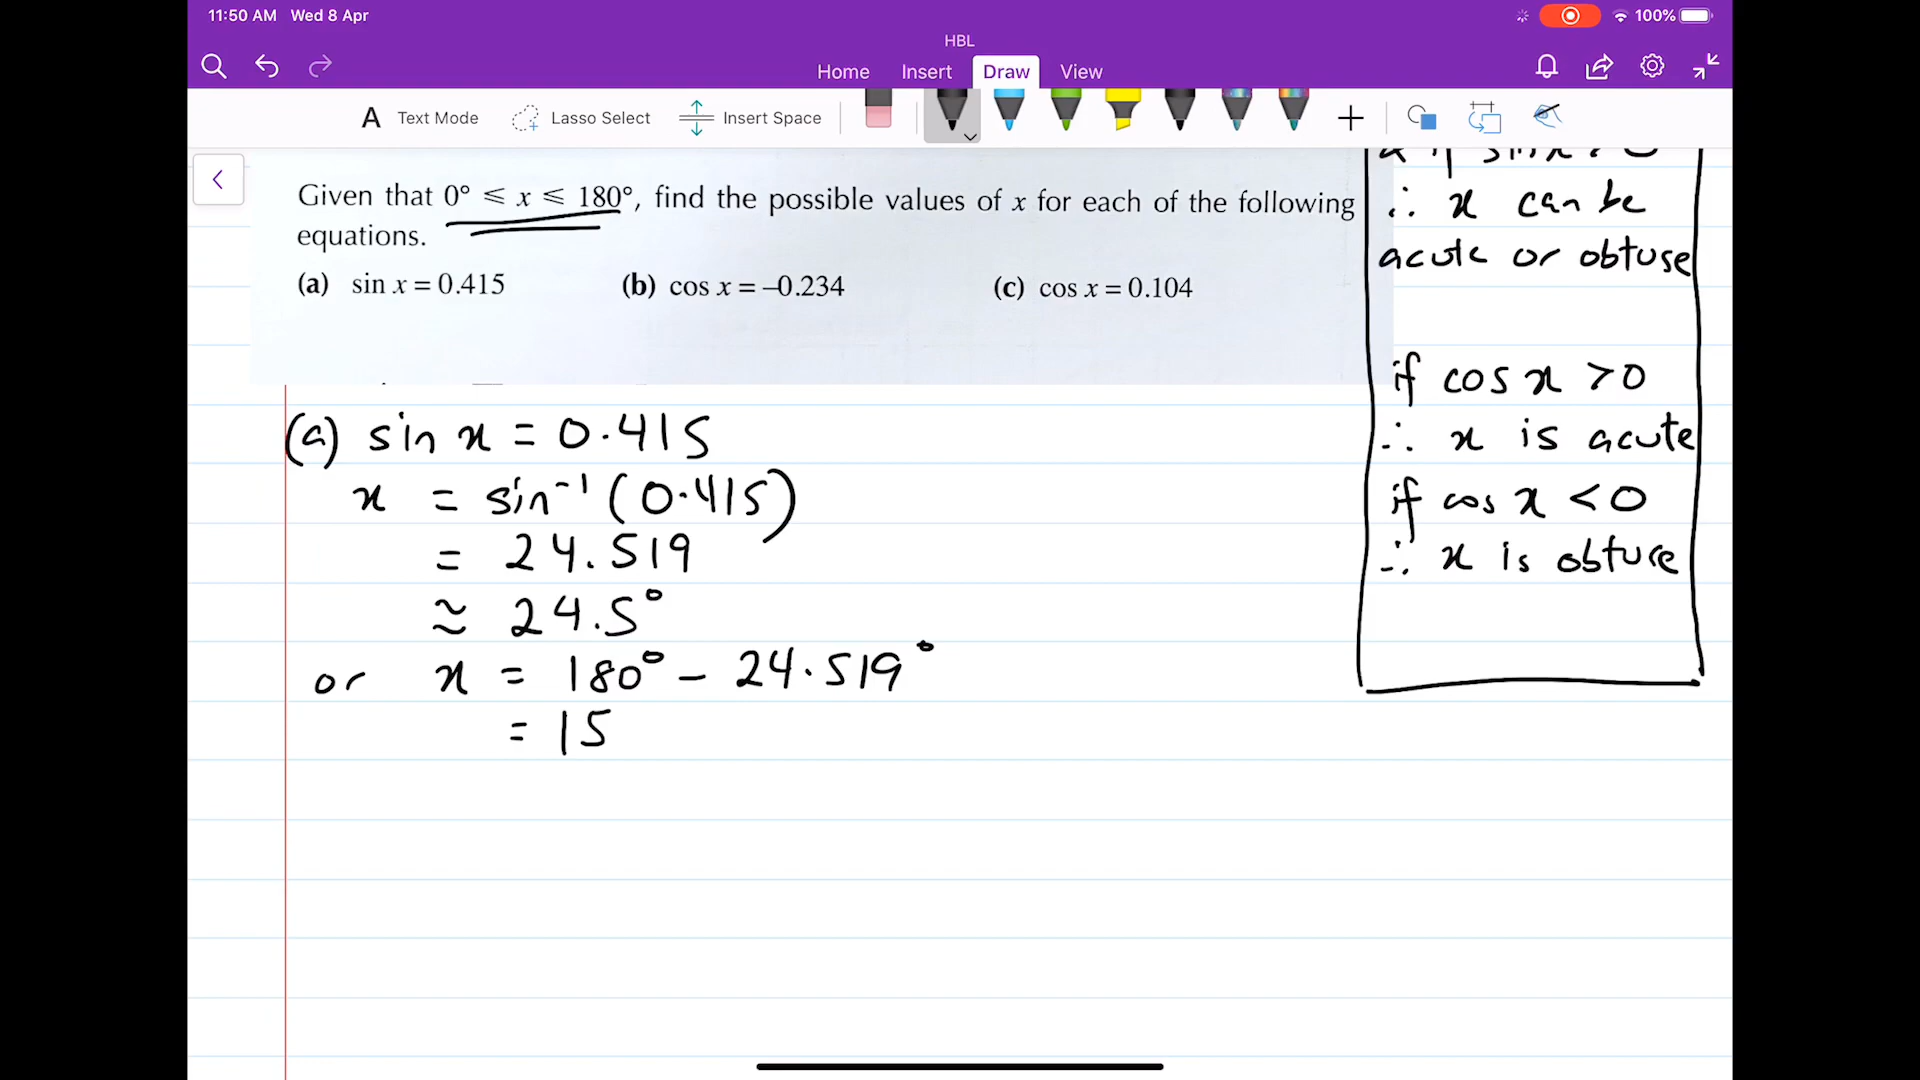 11:50 AM Wed 8 Apr
100%
HBL
Home Insert Draw View
A Text Mode Lasso Select Insert Space
Given that 0° ≤ x ≤ 180°, find the possible values of x for each of the following
equations.
(a) sin x = 0.415 (b) cos x = –0.234 (c) cos x = 0.104
∴ x can be
acute or obtuse
if cos x > 0
∴ x is acute
if cos x < 0
∴ x is obtuse
(a) sin x = 0.415
x = sin⁻¹ (0.415)
= 24.519
≈ 24.5°
or x = 180° – 24.519°
= 15